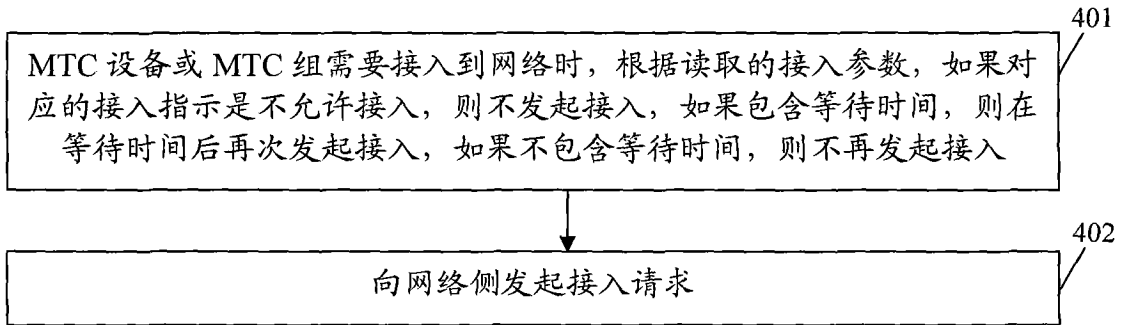 401
MTC 设备或 MTC 组需要接入到网络时，根据读取的接入参数，如果对
应的接入指示是不允许接入，则不发起接入，如果包含等待时间，则在
等待时间后再次发起接入，如果不包含等待时间，则不再发起接入
402
向网络侧发起接入请求